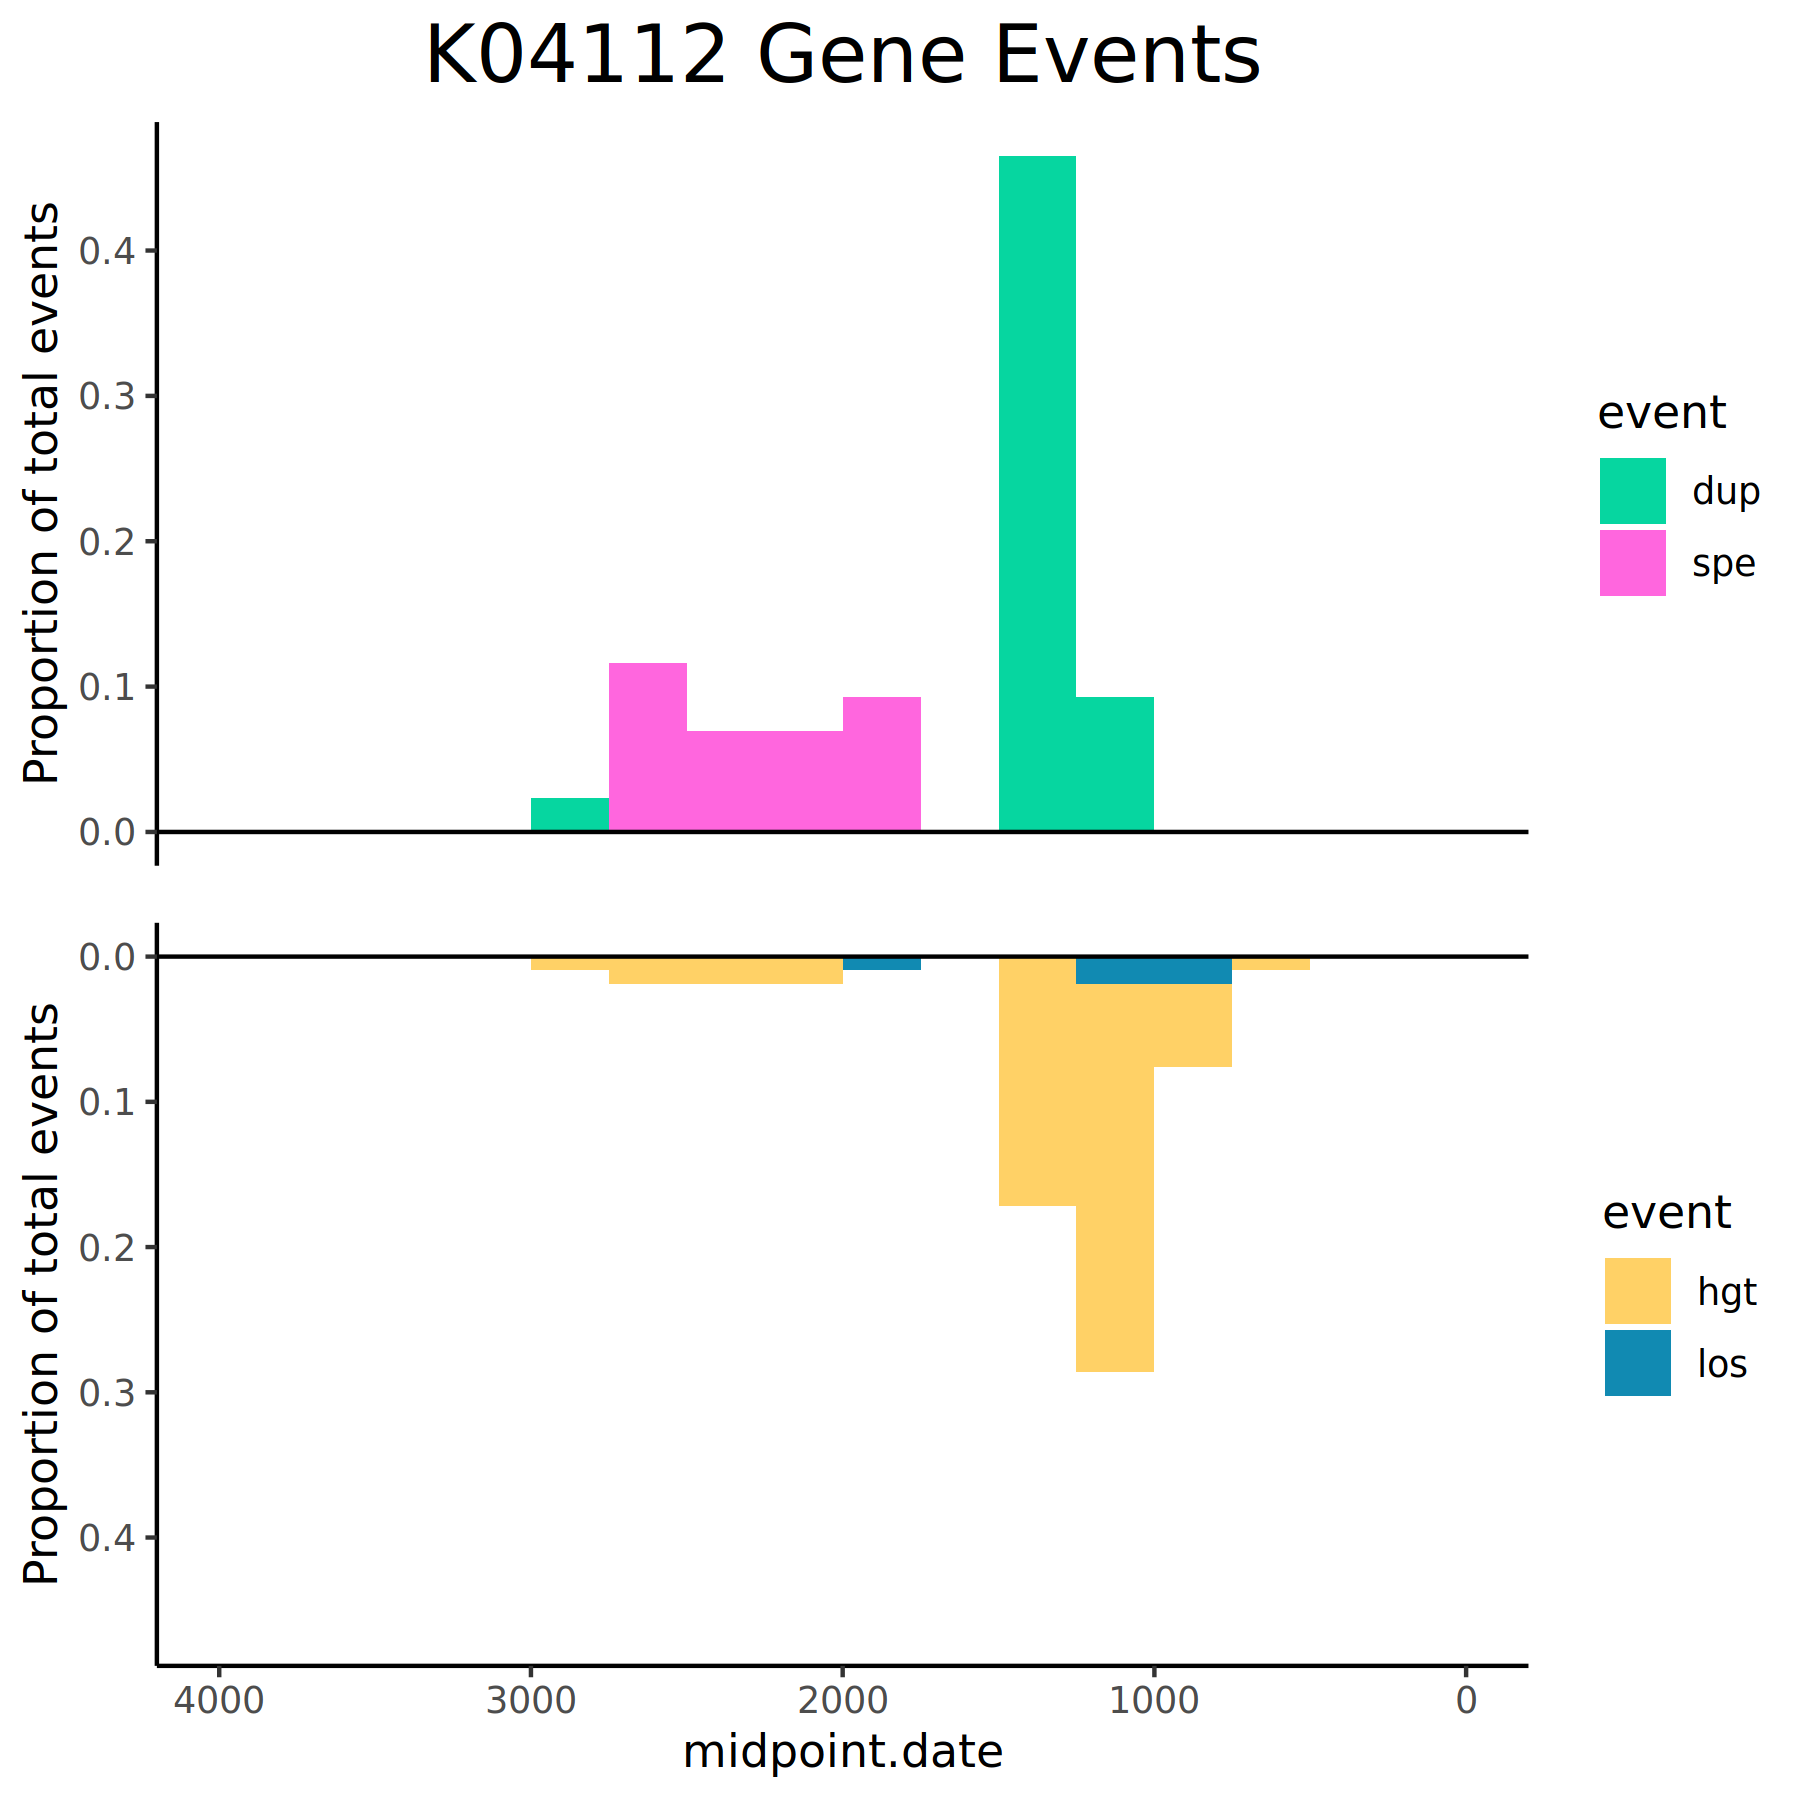 K04112 Gene Events
Proportion of total events
0.4
0.3
0.2
0.1
0.0
event
dup
spe
Proportion of total events
0.0
0.1
0.2
0.3
0.4
event
hgt
los
4000 3000 2000 1000 0
midpoint.date